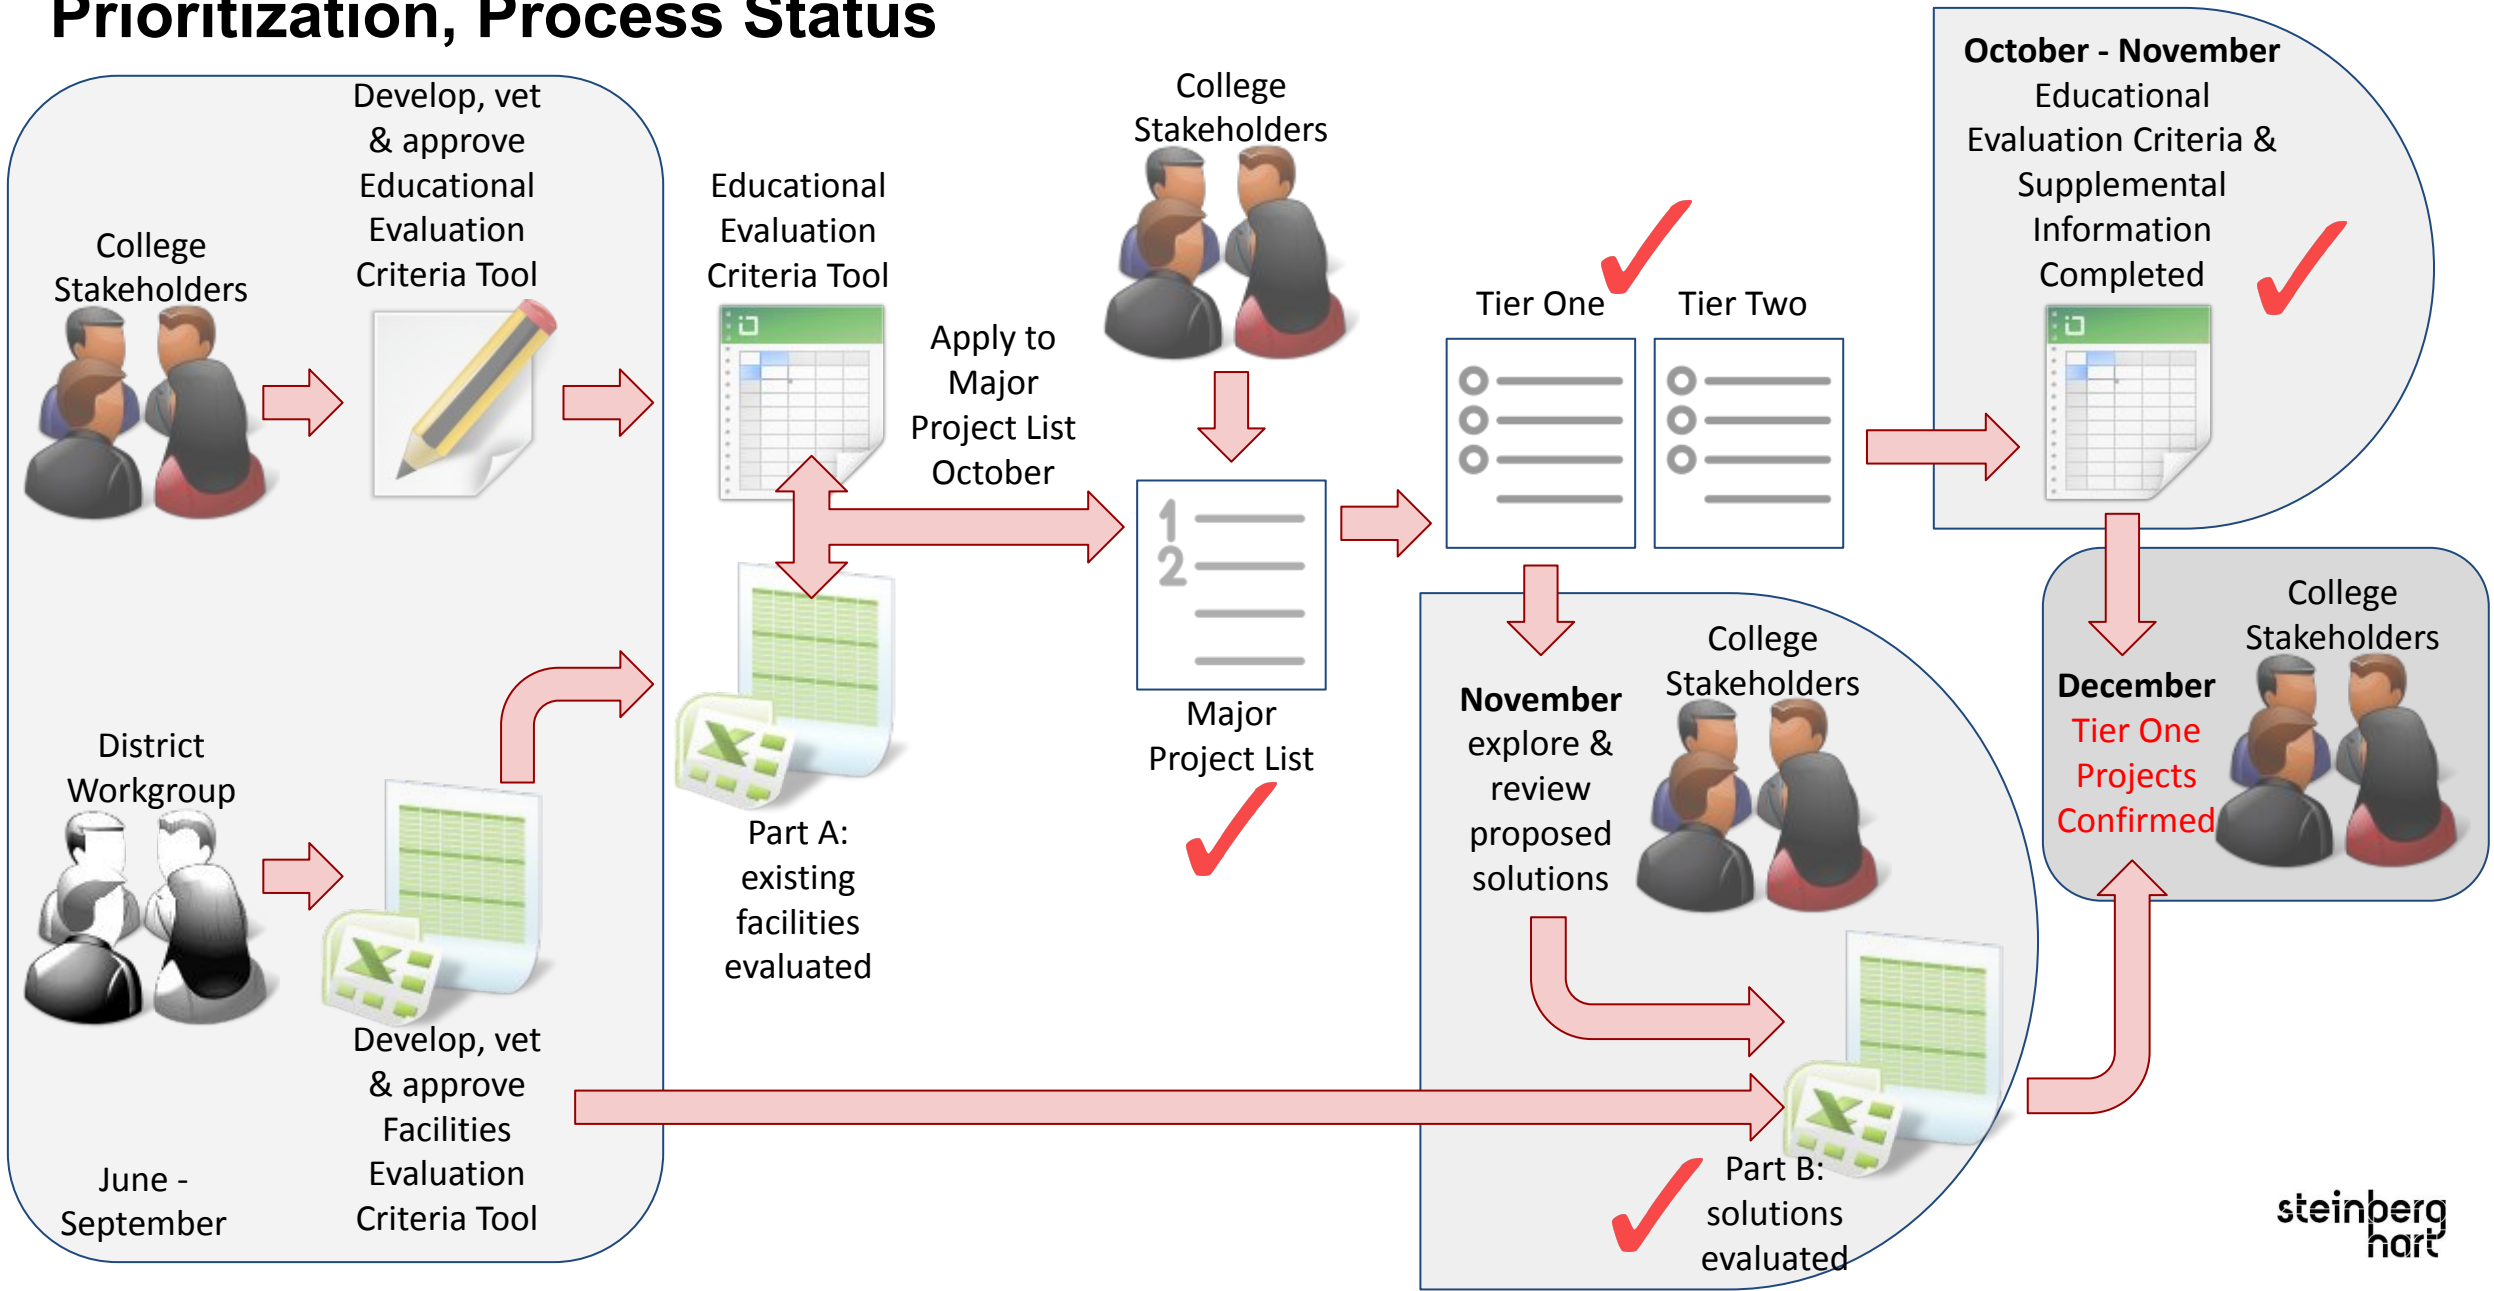 Prioritization, Process Status
College
Stakeholders
Develop, vet
& approve
Educational
Evaluation
Criteria Tool
District
Workgroup
Develop, vet
& approve
Facilities
Evaluation
Criteria Tool
June -
September
Educational
Evaluation
Criteria Tool
Part A:
existing
facilities
evaluated
Apply to
Major
Project List
October
College
Stakeholders
1
2
Major
Project List
Tier One
Tier Two
November
explore &
review
proposed
solutions
College
Stakeholders
Part B:
solutions
evaluated
October - November
Educational
Evaluation Criteria &
Supplemental
Information
Completed
December
Tier One
Projects
Confirmed
College
Stakeholders
steinberg
hart